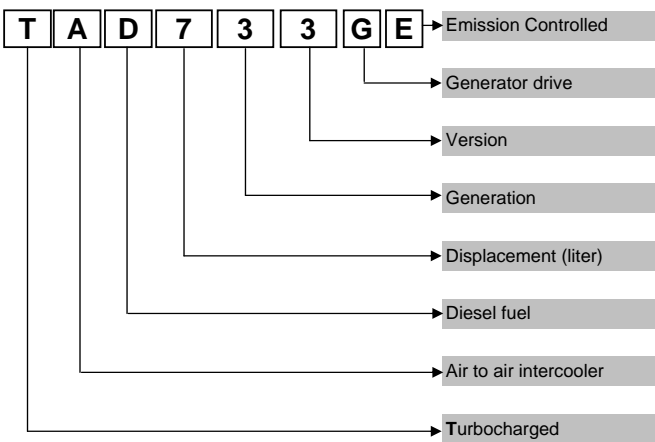 T A D 7 3 3 G E Emission Controlled
Generator drive
Version
Generation
Displacement (liter)
Diesel fuel
Air to air intercooler
Turbocharged